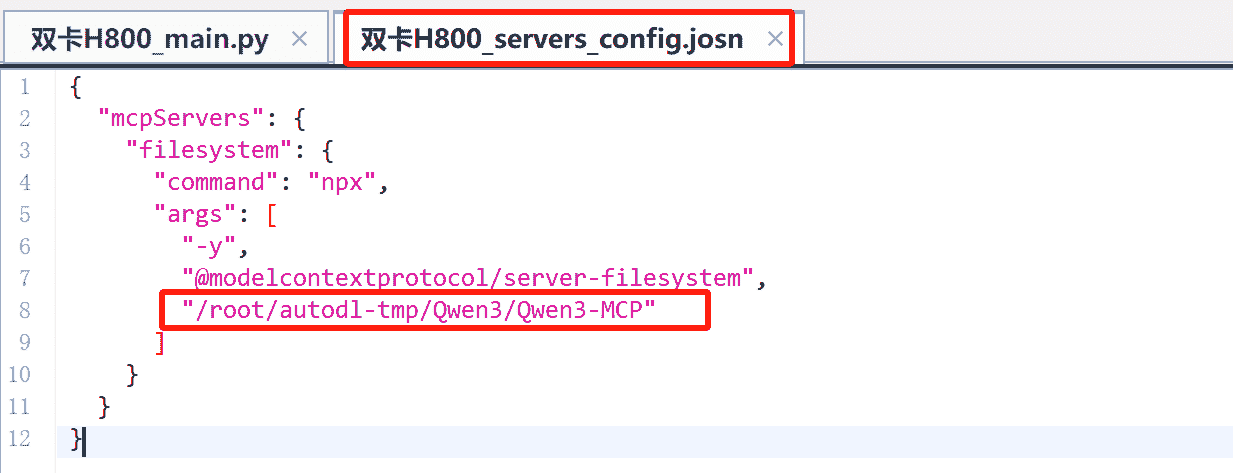 双卡H800_main.py ×
双卡H800_servers_config.josn ×
1 {
2 "mcpServers": {
3 "filesystem": {
4 "command": "npx",
5 "args": [
6 "-y",
7 "@modelcontextprotocol/server-filesystem",
8 "/root/autodl-tmp/Qwen3/Qwen3-MCP"
9 ]
10 }
11 }
12 }